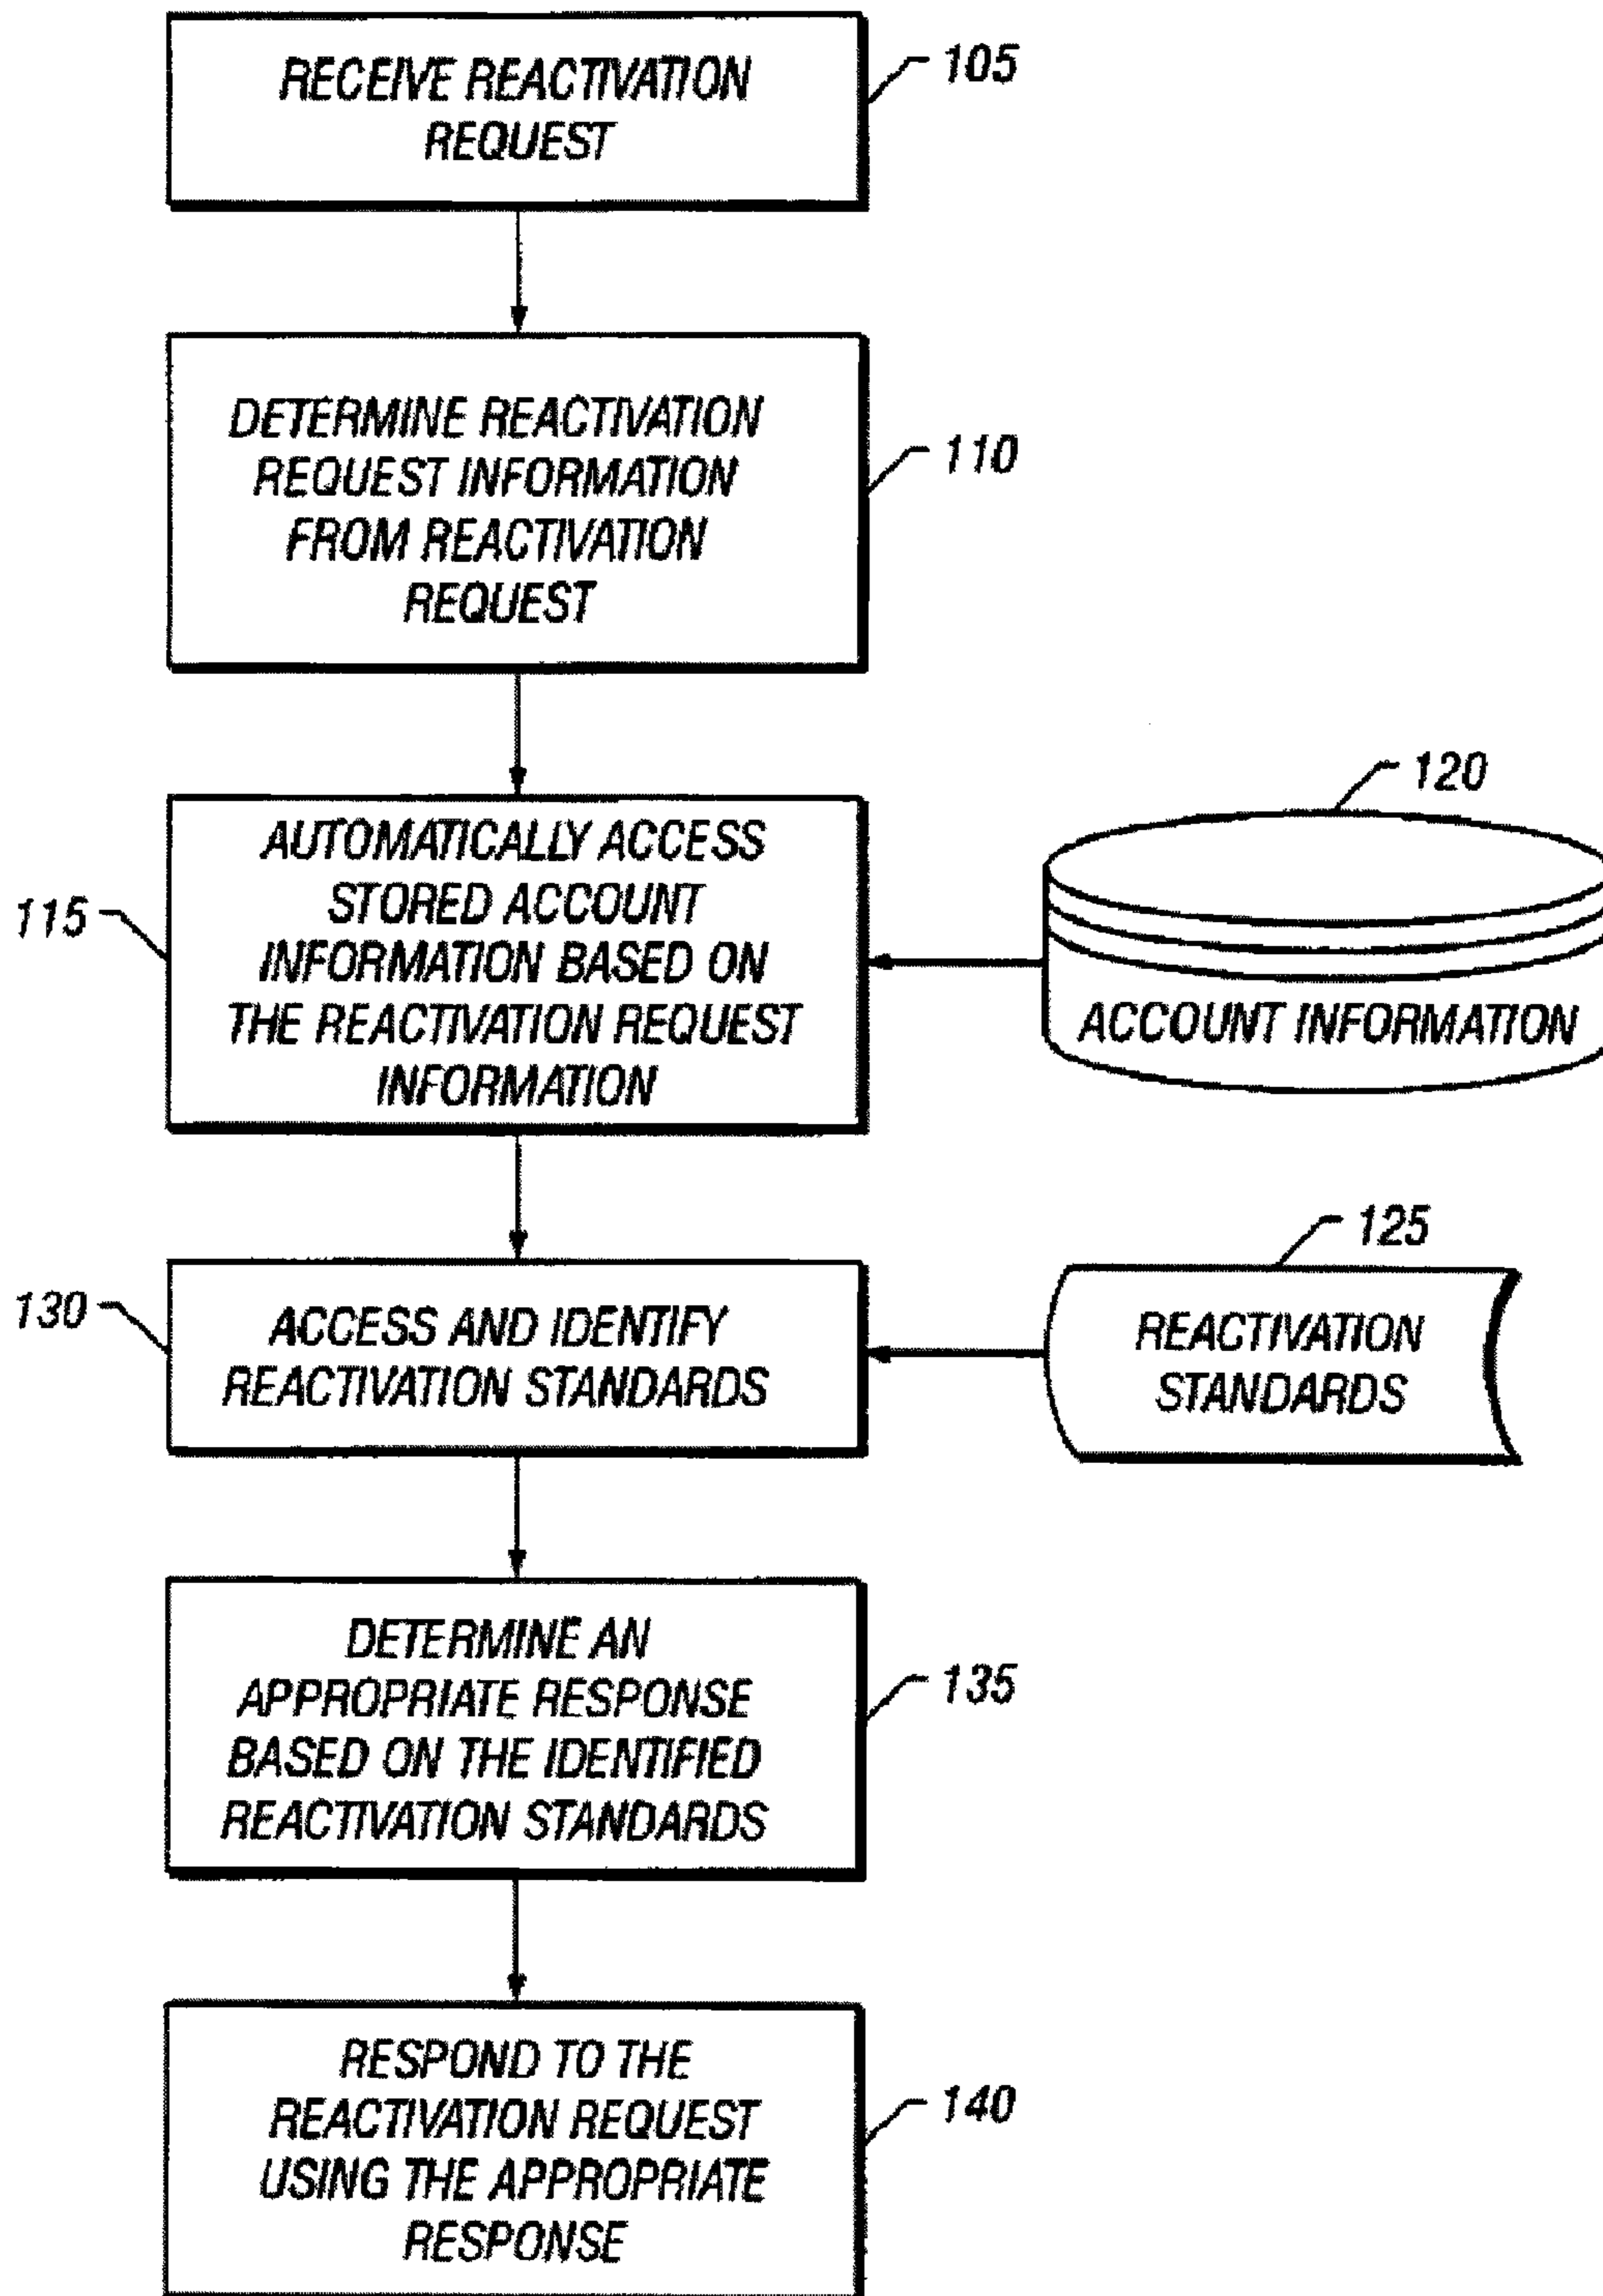 RECEIVE REACTIVATION
REQUEST
105
DETERMINE REACTIVATION
REQUEST INFORMATION
FROM REACTIVATION
REQUEST
110
AUTOMATICALLY ACCESS
STORED ACCOUNT
INFORMATION BASED ON
THE REACTIVATION REQUEST
INFORMATION
115
120
ACCOUNT INFORMATION
125
REACTIVATION
STANDARDS
130
ACCESS AND IDENTIFY
REACTIVATION STANDARDS
DETERMINE AN
APPROPRIATE RESPONSE
BASED ON THE IDENTIFIED
REACTIVATION STANDARDS
135
RESPOND TO THE
REACTIVATION REQUEST
USING THE APPROPRIATE
RESPONSE
140